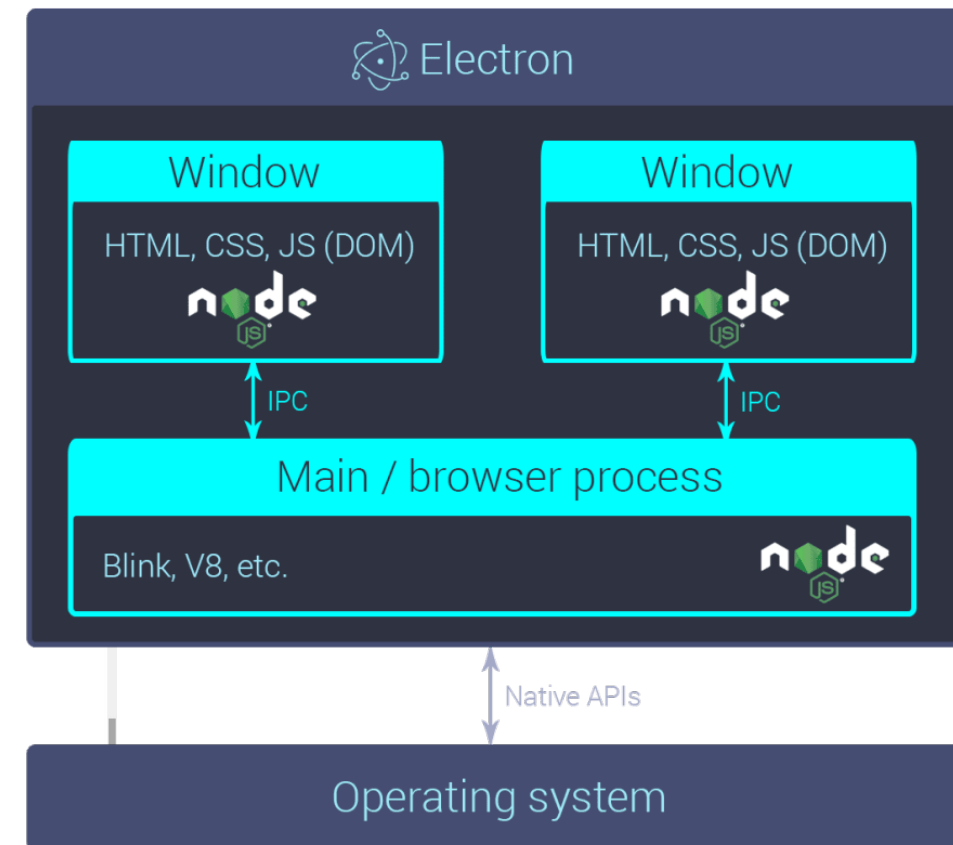 Electron
Window
Window
HTML, CSS, JS (DOM)
HTML, CSS, JS (DOM)
node
JS
node
JS
IPC
IPC
Main / browser process
Blink, V8, etc.
node
JS
Native APIs
Operating system